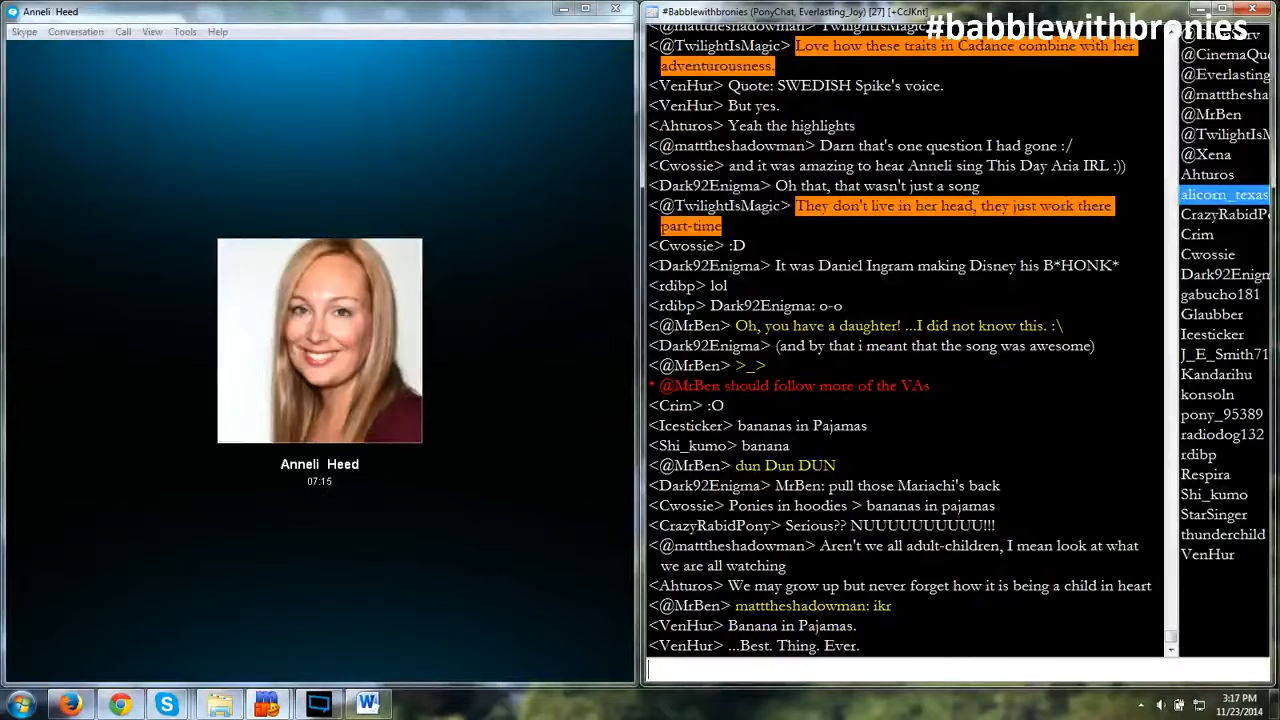 Anneli Heed
Skype Conversation Call View Tools Help
Anneli Heed
07:15
#Babblewithbronies (PonyChat, Everlasting_Joy) [27] [+CcJKnt]
#babblewithbronies
<@TwilightIsMagic> Love how these traits in Cadance combine with her
adventurousness.
<VenHur> Quote: SWEDISH Spike's voice.
<VenHur> But yes.
<Ahturos> Yeah the highlights
<@matttheshadowman> Darn that's one question I had gone :/
<Cwossie> and it was amazing to hear Anneli sing This Day Aria IRL :))
<Dark92Enigma> Oh that, that wasn't just a song
<@TwilightIsMagic> They don't live in her head, they just work there
part-time
<Cwossie> :D
<Dark92Enigma> It was Daniel Ingram making Disney his B*HONK*
<rdibp> lol
<rdibp> Dark92Enigma: o-o
<@MrBen> Oh, you have a daughter! ...I did not know this. :\
<Dark92Enigma> (and by that i meant that the song was awesome)
<@MrBen> >_>
* @MrBen should follow more of the VAs
<Crim> :O
<Icesticker> bananas in Pajamas
<Shi_kumo> banana
<@MrBen> dun Dun DUN
<Dark92Enigma> MrBen: pull those Mariachi's back
<Cwossie> Ponies in hoodies > bananas in pajamas
<CrazyRabidPony> Serious?? NUUUUUUUUUU!!!
<@matttheshadowman> Aren't we all adult-children, I mean look at what
we are all watching
<Ahturos> We may grow up but never forget how it is being a child in heart
<@MrBen> matttheshadowman: ikr
<VenHur> Banana in Pajamas.
<VenHur> ...Best. Thing. Ever.
@CinemaQu
@Everlasting
@matttthesha
@MrBen
@TwilightIsM
@Xena
Ahturos
alicorn_texas
CrazyRabidP
Crim
Cwossie
Dark92Enigm
gabucho181
Glaubber
Icesticker
J_E_Smith71
Kandarihu
konsoln
pony_95389
radiodog132
rdibp
Respira
Shi_kumo
StarSinger
thunderchild
VenHur
3:17 PM
11/23/2014